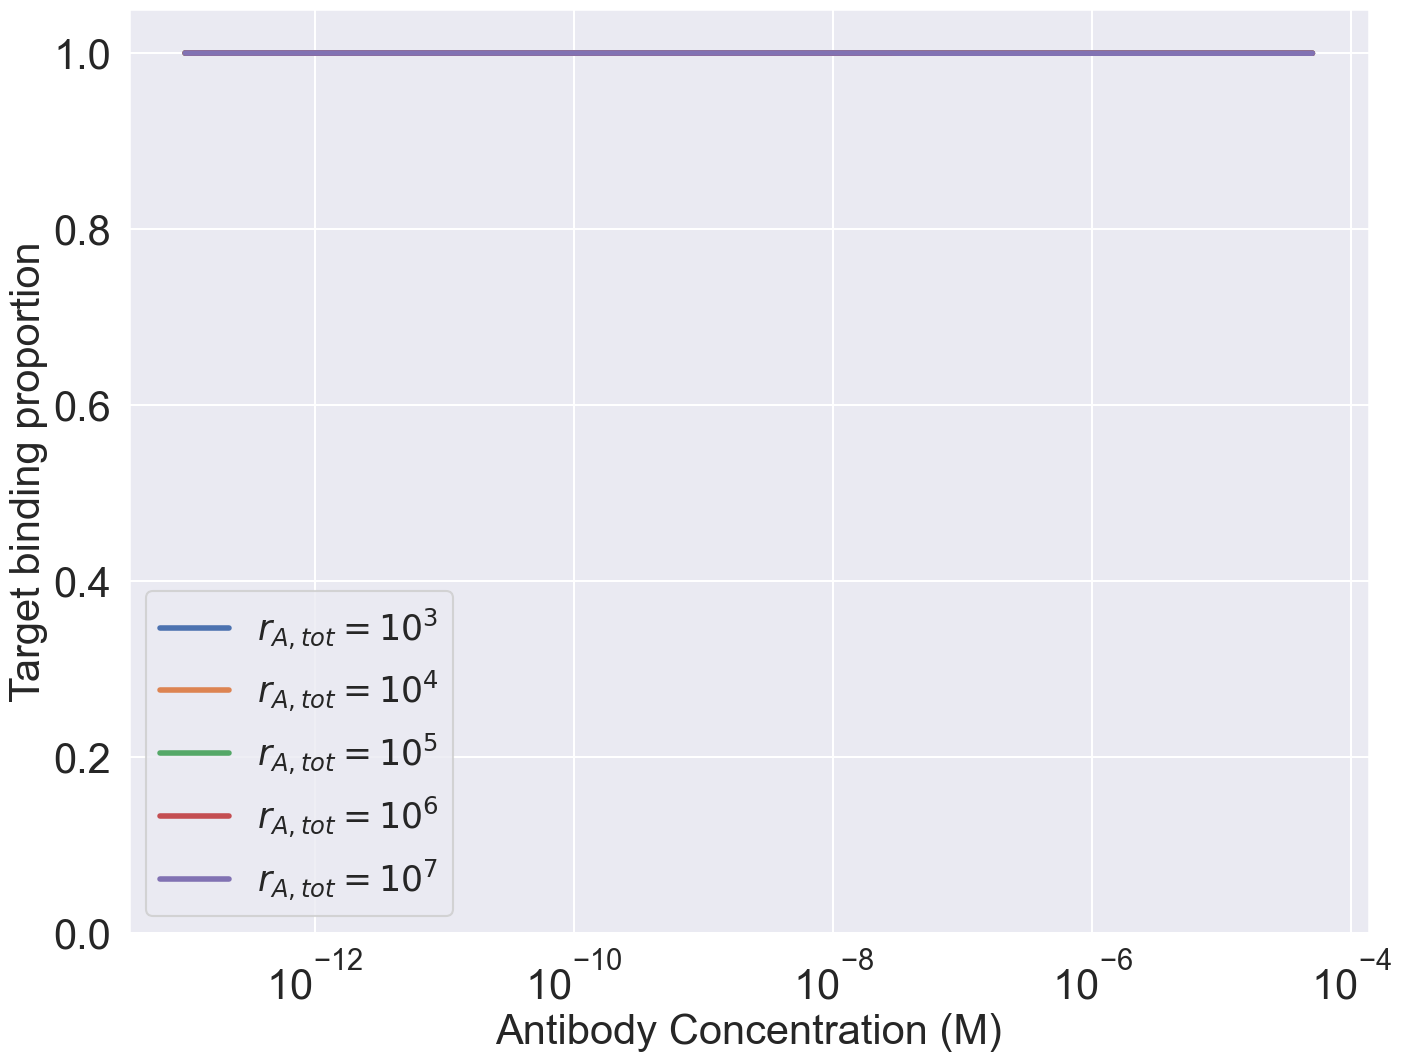 Target binding proportion
1.0
0.8
0.6
0.4
0.2
0.0
r_{A,tot} = 10^3
r_{A,tot} = 10^4
r_{A,tot} = 10^5
r_{A,tot} = 10^6
r_{A,tot} = 10^7
10^{−12} 10^{−10} 10^{−8} 10^{−6} 10^{−4}
Antibody Concentration (M)